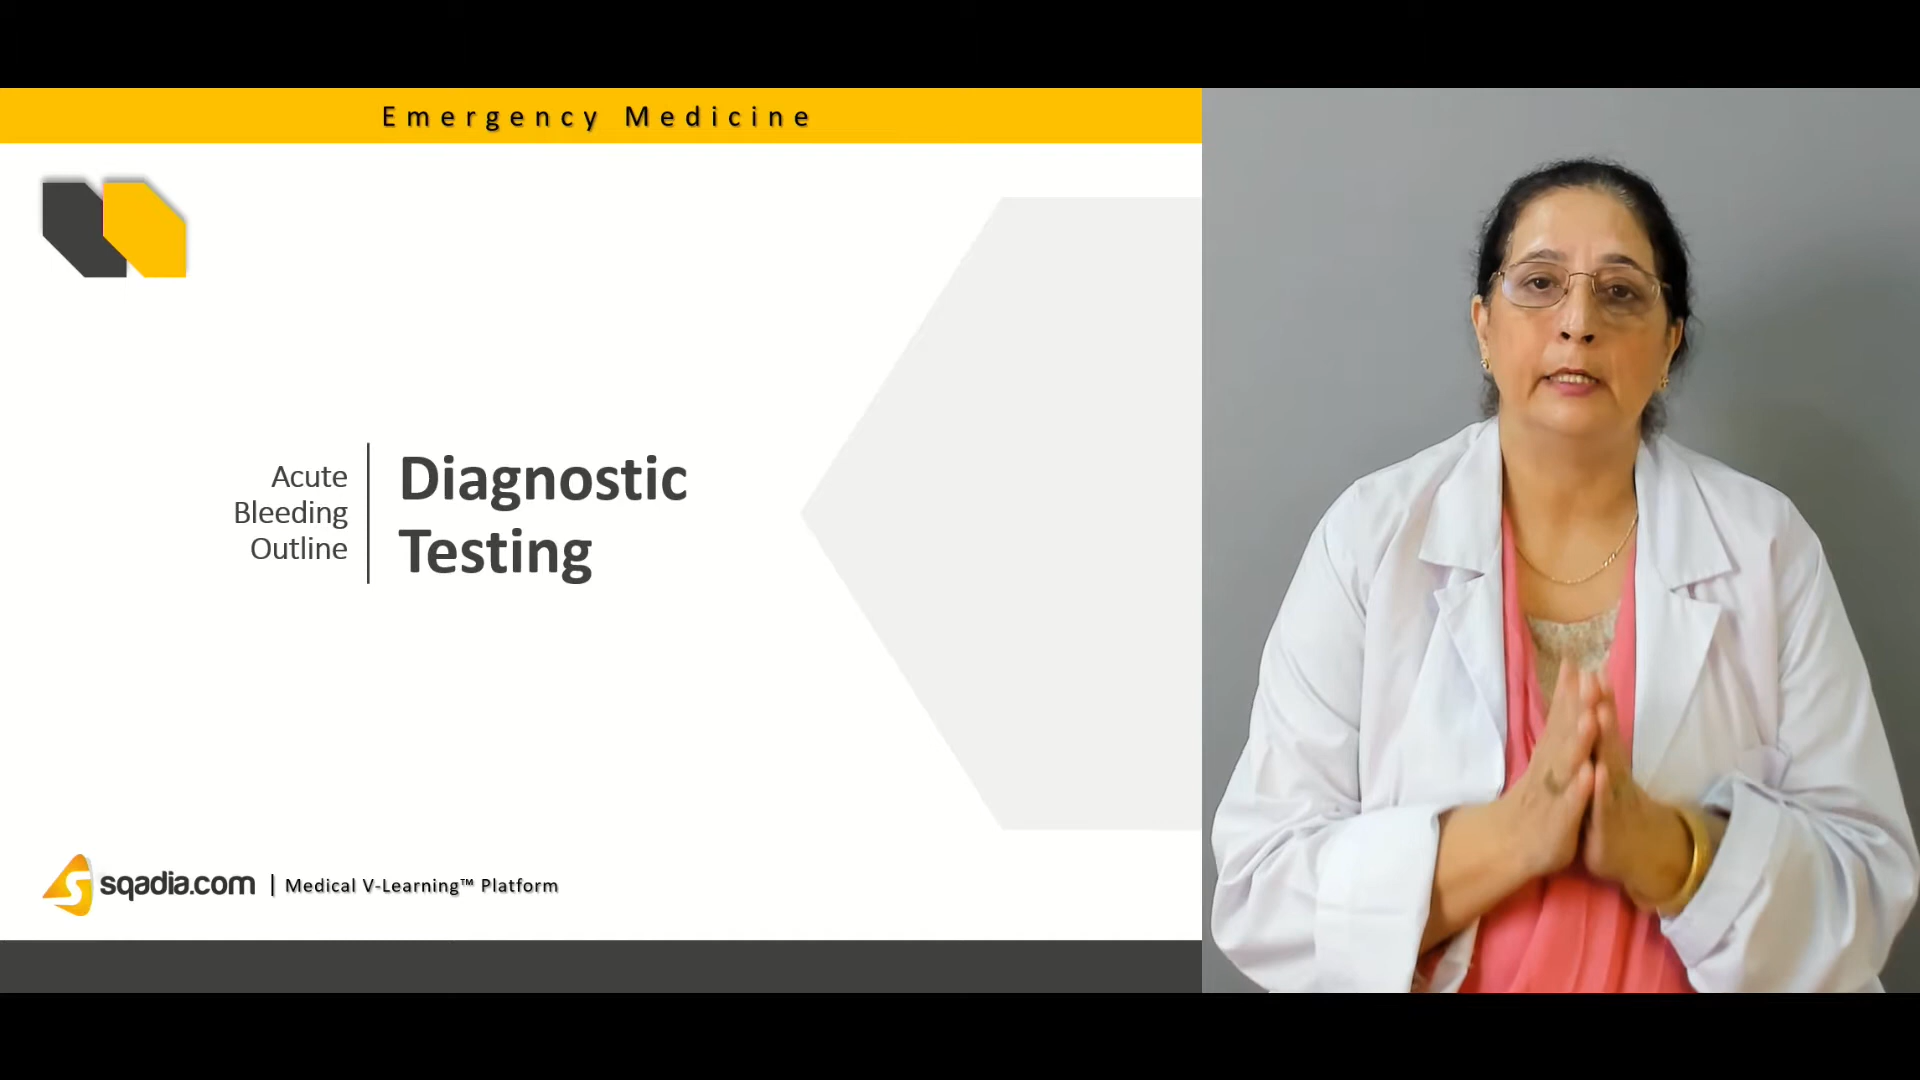 Emergency Medicine
Acute
Bleeding
Outline
Diagnostic
Testing
sqadia.com | Medical V-Learning™ Platform